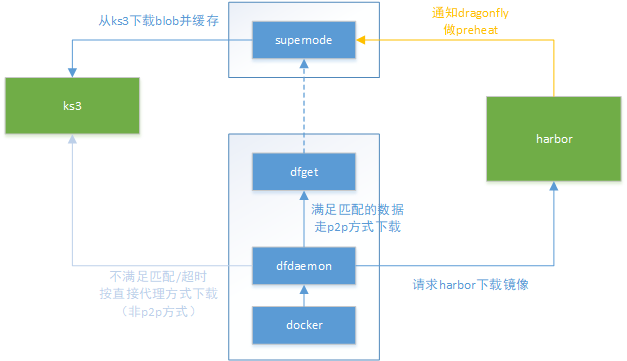 从ks3下载blob并缓存
supernode
通知dragonfly
做preheat
ks3
harbor
dfget
满足匹配的数据
走p2p方式下载
不满足匹配/超时
按直接代理方式下载
（非p2p方式）
dfdaemon
请求harbor下载镜像
docker